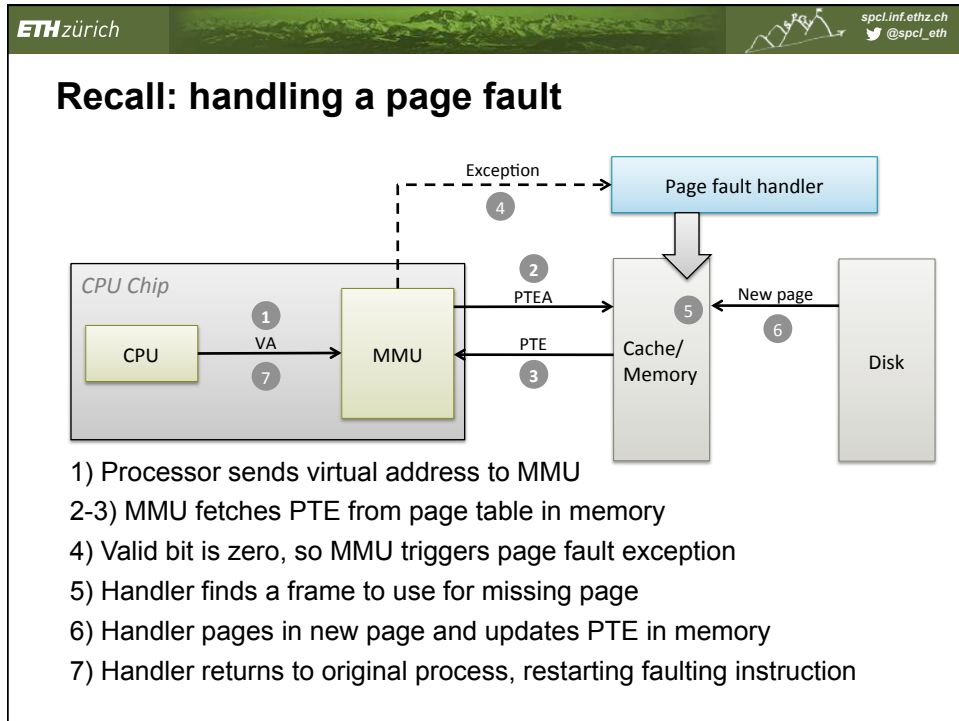 ETH zürich
spcl.inf.ethz.ch
@spcl_eth
Recall: handling a page fault
Exception
4
Page fault handler
CPU Chip
CPU
1
VA
7
MMU
2
PTEA
PTE
3
Cache/
Memory
5
New page
6
Disk
1) Processor sends virtual address to MMU
2-3) MMU fetches PTE from page table in memory
4) Valid bit is zero, so MMU triggers page fault exception
5) Handler finds a frame to use for missing page
6) Handler pages in new page and updates PTE in memory
7) Handler returns to original process, restarting faulting instruction